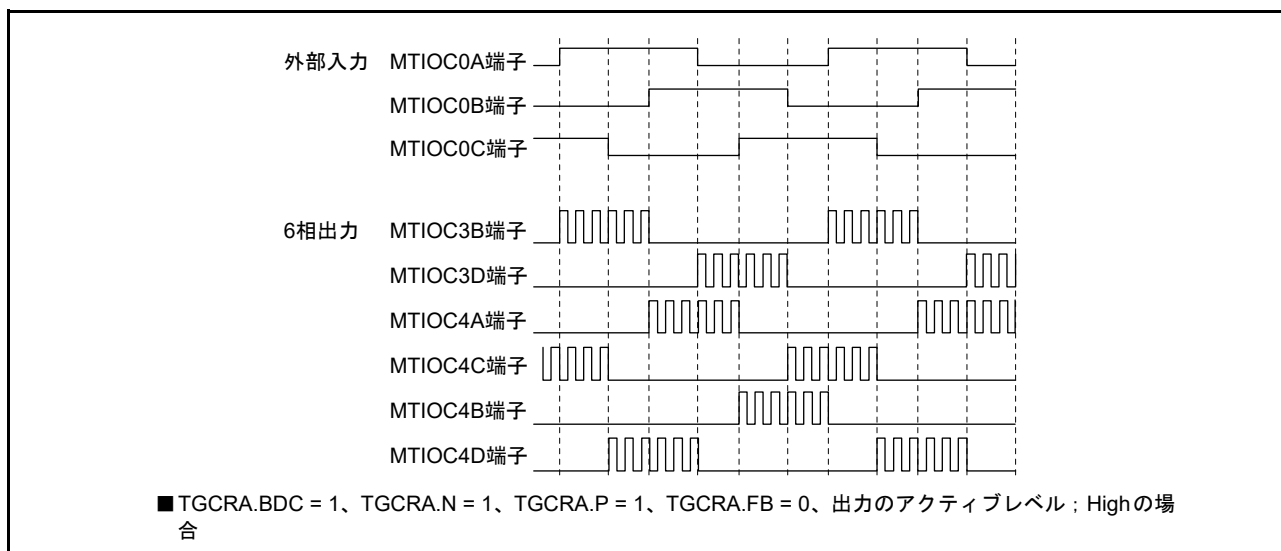 外部入力 MTIOC0A端子
MTIOC0B端子
MTIOC0C端子
6相出力 MTIOC3B端子
MTIOC3D端子
MTIOC4A端子
MTIOC4C端子
MTIOC4B端子
MTIOC4D端子
■ TGCRA.BDC = 1、TGCRA.N = 1、TGCRA.P = 1、TGCRA.FB = 0、出力のアクティブレベル；Highの場
合